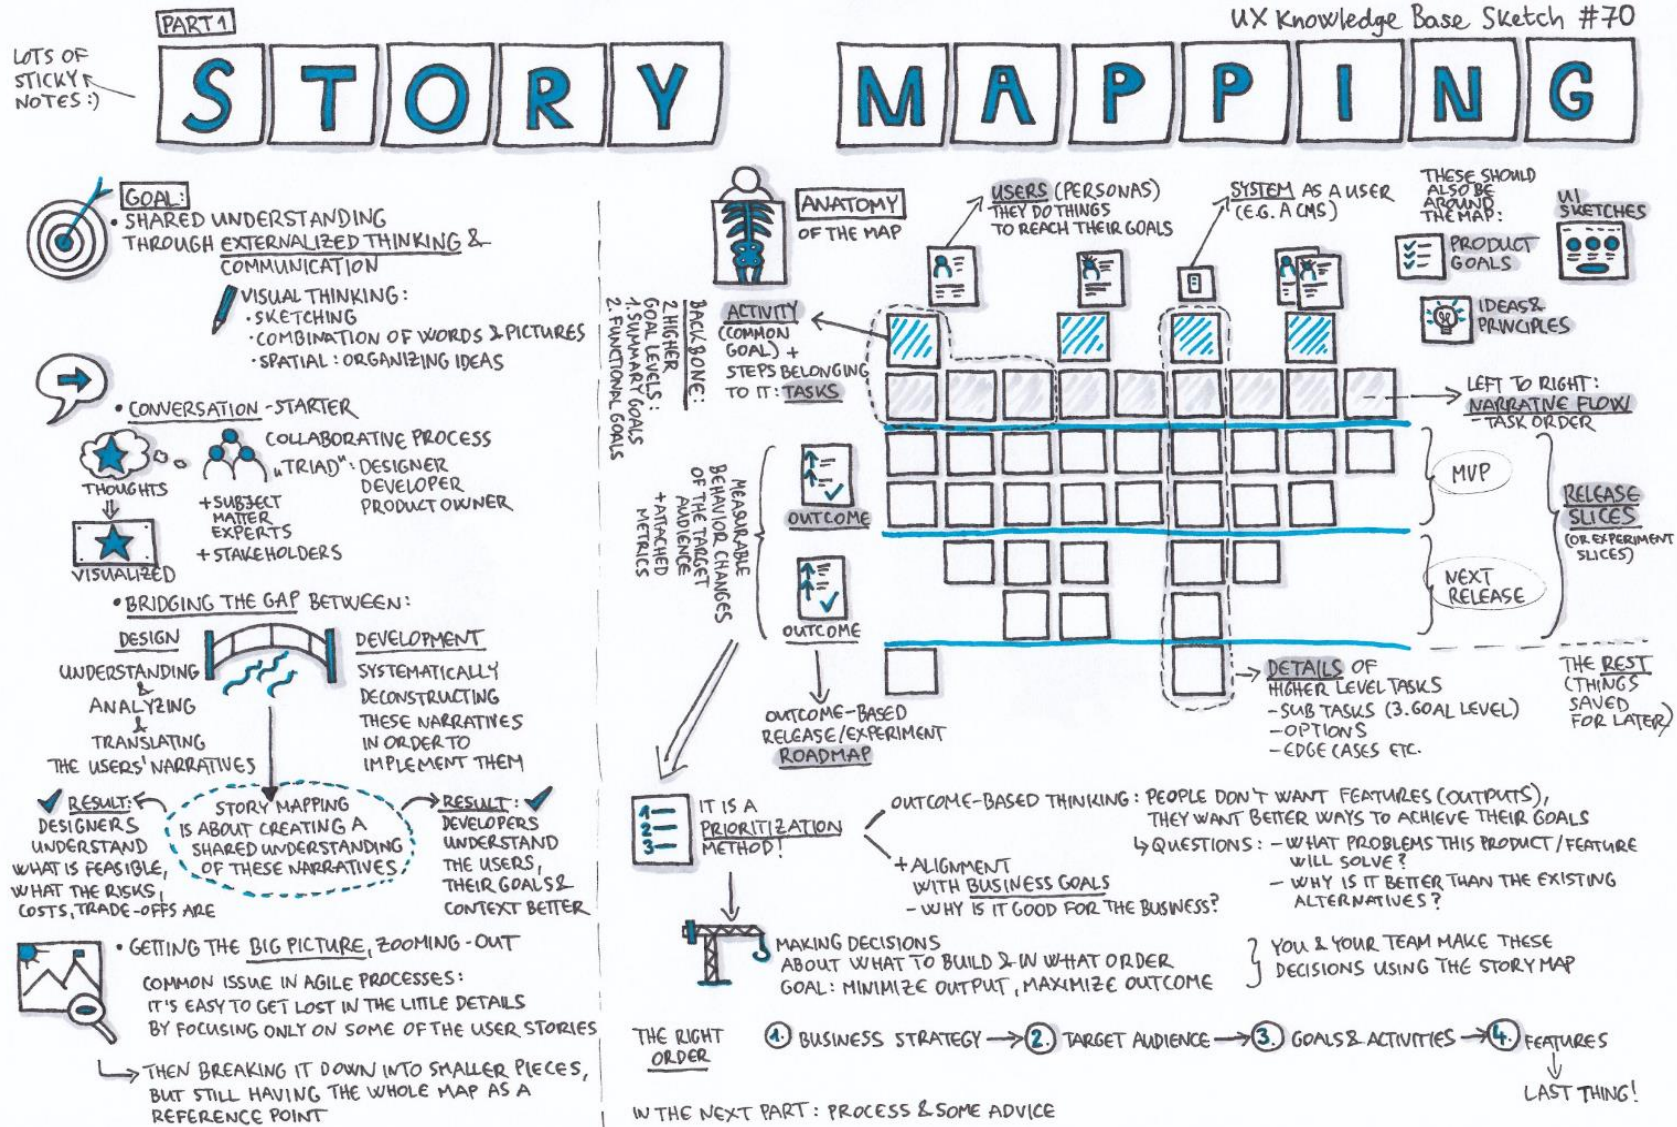 PART 1
UX Knowledge Base Sketch #70
LOTS OF
STICKY
NOTES :)
STORY MAPPING
GOAL:
• SHARED UNDERSTANDING
THROUGH EXTERNALIZED THINKING &
COMMUNICATION
VISUAL THINKING:
• SKETCHING
• COMBINATION OF WORDS & PICTURES
• SPATIAL: ORGANIZING IDEAS
• CONVERSATION-STARTER
THOUGHTS
VISUALIZED
COLLABORATIVE PROCESS
„TRIAD": DESIGNER
DEVELOPER
PRODUCT OWNER
+ SUBJECT
MATTER
EXPERTS
+ STAKEHOLDERS
• BRIDGING THE GAP BETWEEN:
DESIGN
UNDERSTANDING
&
ANALYZING
&
TRANSLATING
THE USERS' NARRATIVES
DEVELOPMENT
SYSTEMATICALLY
DECONSTRUCTING
THESE NARRATIVES
IN ORDER TO
IMPLEMENT THEM
RESULT:
DESIGNERS
UNDERSTAND
WHAT IS FEASIBLE,
WHAT THE RISKS,
COSTS, TRADE-OFFS ARE
STORY MAPPING
IS ABOUT CREATING A
SHARED UNDERSTANDING
OF THESE NARRATIVES
RESULT:
DEVELOPERS
UNDERSTAND
THE USERS,
THEIR GOALS &
CONTEXT BETTER
• GETTING THE BIG PICTURE, ZOOMING-OUT
COMMON ISSUE IN AGILE PROCESSES:
IT'S EASY TO GET LOST IN THE LITTLE DETAILS
BY FOCUSING ONLY ON SOME OF THE USER STORIES
THEN BREAKING IT DOWN INTO SMALLER PIECES,
BUT STILL HAVING THE WHOLE MAP AS A
REFERENCE POINT
ANATOMY
OF THE MAP
USERS (PERSONAS)
THEY DO THINGS
TO REACH THEIR GOALS
SYSTEM AS A USER
(E.G. A CMS)
THESE SHOULD
ALSO BE
AROUND
THE MAP:
PRODUCT
GOALS
UI
SKETCHES
IDEAS &
PRINCIPLES
BACKBONE:
2 HIGHER
GOAL LEVELS:
1. SUMMARY GOALS
2. FUNCTIONAL GOALS
ACTIVITY
(COMMON
GOAL) +
STEPS BELONGING
TO IT: TASKS
LEFT TO RIGHT:
NARRATIVE FLOW
- TASK ORDER
MEASURABLE
BEHAVIOR CHANGES
OF THE TARGET
AUDIENCE
+ ATTACHED
METRICS
OUTCOME
OUTCOME
OUTCOME-BASED
RELEASE/EXPERIMENT
ROADMAP
MVP
NEXT
RELEASE
RELEASE
SLICES
(OR EXPERIMENT
SLICES)
DETAILS OF
HIGHER LEVEL TASKS
- SUB TASKS (3. GOAL LEVEL)
- OPTIONS
- EDGE CASES ETC.
THE REST
(THINGS
SAVED
FOR LATER)
1
2
3
IT IS A
PRIORITIZATION
METHOD!
OUTCOME-BASED THINKING: PEOPLE DON'T WANT FEATURES (OUTPUTS),
THEY WANT BETTER WAYS TO ACHIEVE THEIR GOALS
QUESTIONS: - WHAT PROBLEMS THIS PRODUCT/FEATURE
WILL SOLVE?
- WHY IS IT BETTER THAN THE EXISTING
ALTERNATIVES?
+ ALIGNMENT
WITH BUSINESS GOALS
- WHY IS IT GOOD FOR THE BUSINESS?
MAKING DECISIONS
ABOUT WHAT TO BUILD & IN WHAT ORDER
GOAL: MINIMIZE OUTPUT, MAXIMIZE OUTCOME
YOU & YOUR TEAM MAKE THESE
DECISIONS USING THE STORY MAP
THE RIGHT
ORDER
1. BUSINESS STRATEGY → 2. TARGET AUDIENCE → 3. GOALS & ACTIVITIES → 4. FEATURES
LAST THING!
IN THE NEXT PART: PROCESS & SOME ADVICE